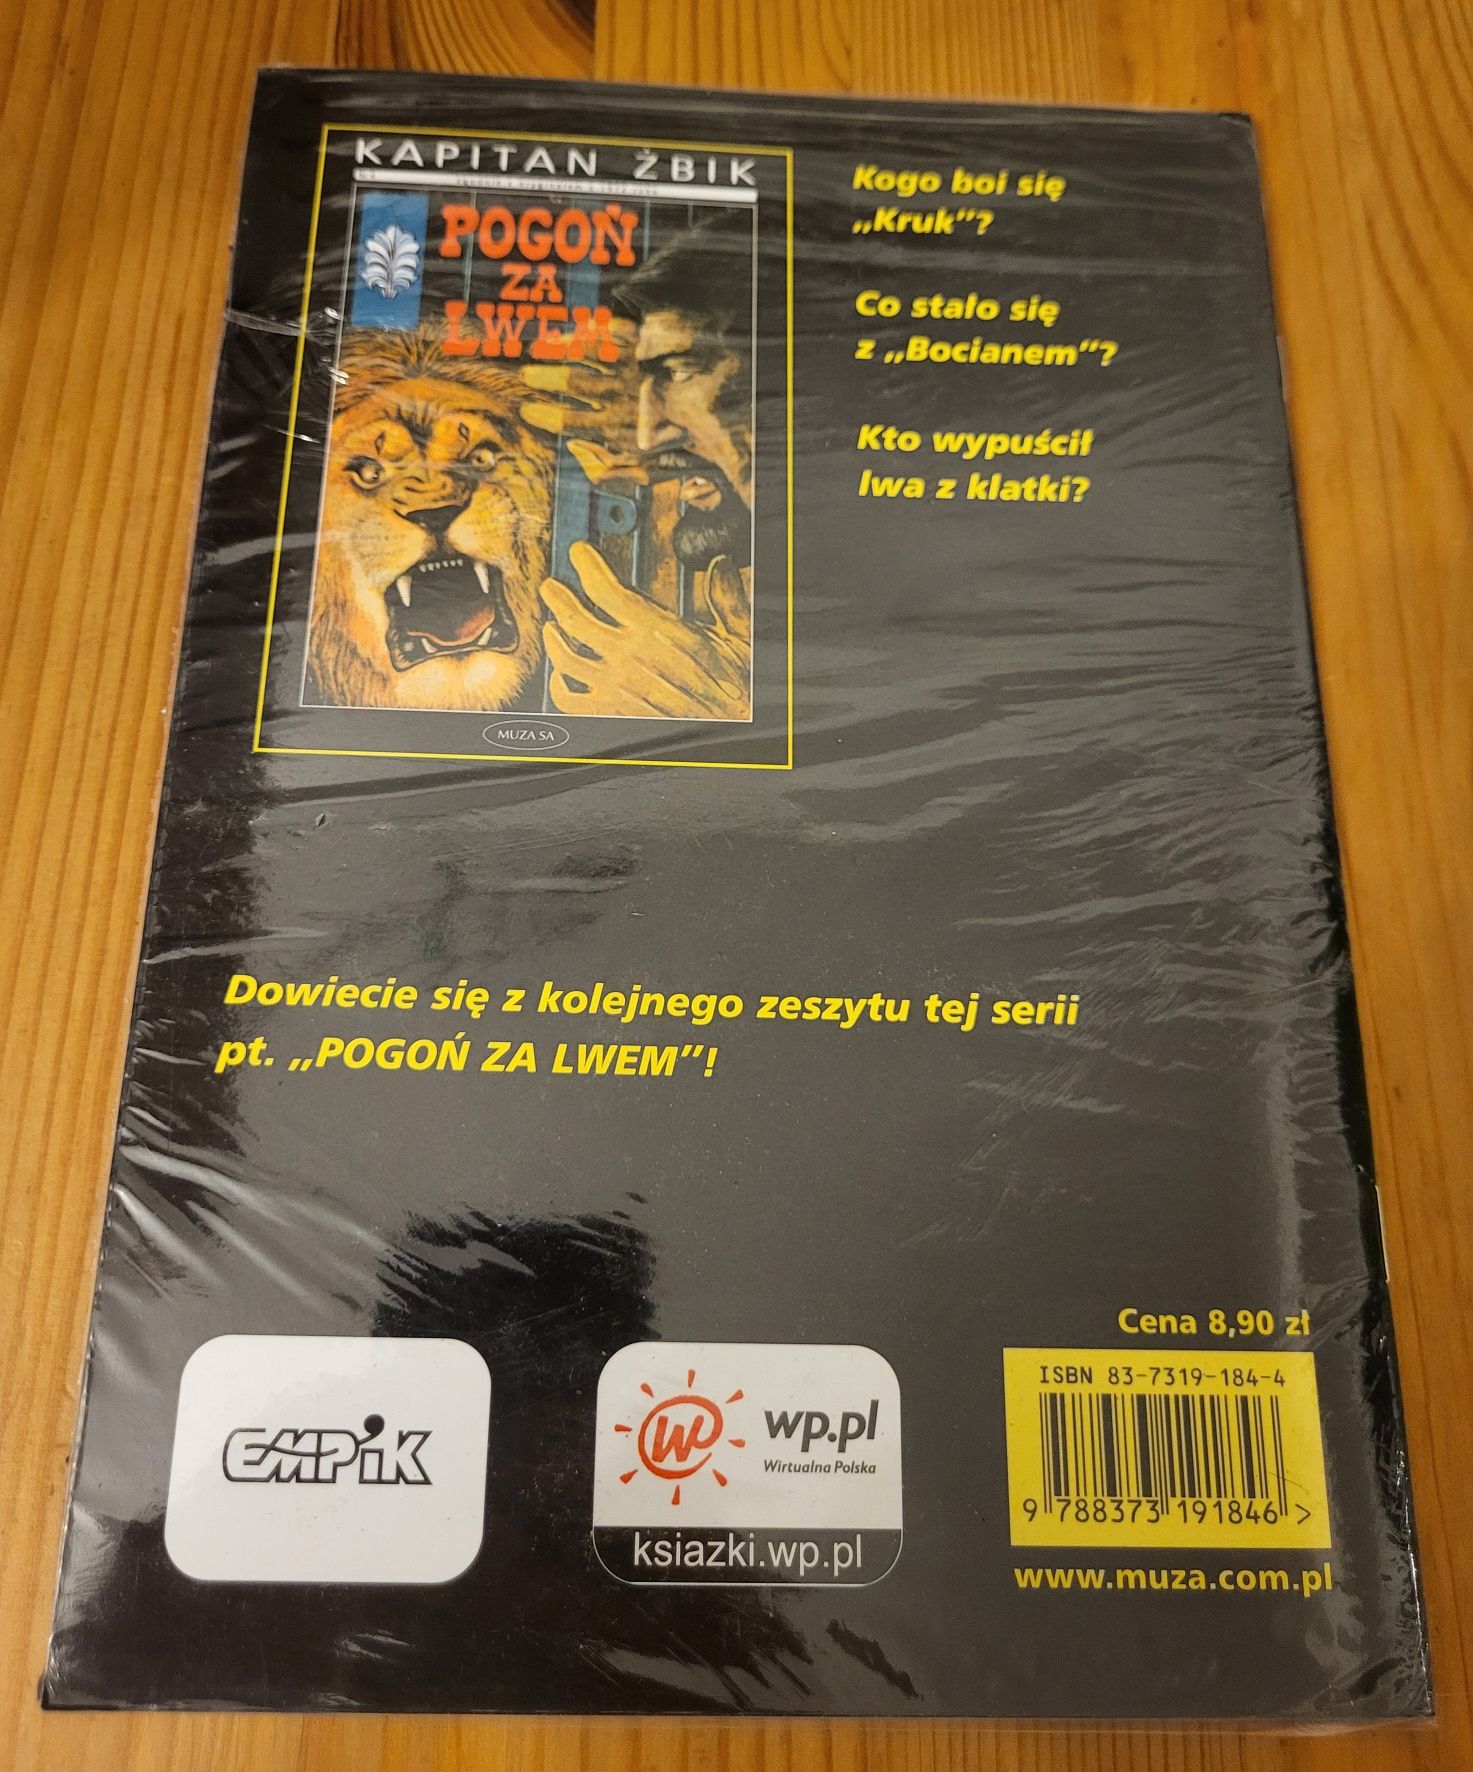 KAPITAN ŻBIK
POGOŃ
ZA
LWEM
MUZA SA
Kogo boi się
„Kruk”?
Co stało się
z „Bocianem”?
Kto wypuścił
lwa z klatki?
Dowiecie się z kolejnego zeszytu tej serii
pt. „POGOŃ ZA LWEM”!
EMPiK
wp.pl
Wirtualna Polska
ksiazki.wp.pl
Cena 8,90 zł
ISBN 83-7319-184-4
9 788373 191846 >
www.muza.com.pl